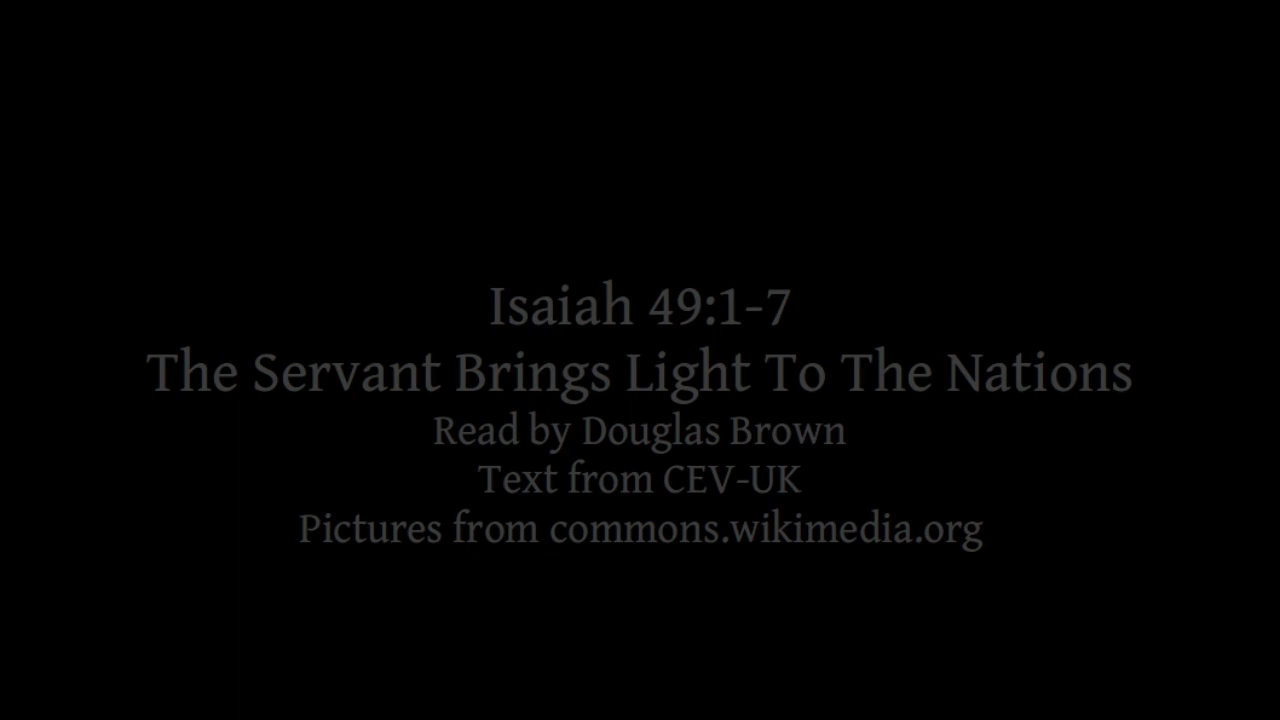 Isaiah 49:1-7
The Servant Brings Light To The Nations
Read by Douglas Brown
Text from CEV-UK
Pictures from commons.wikimedia.org